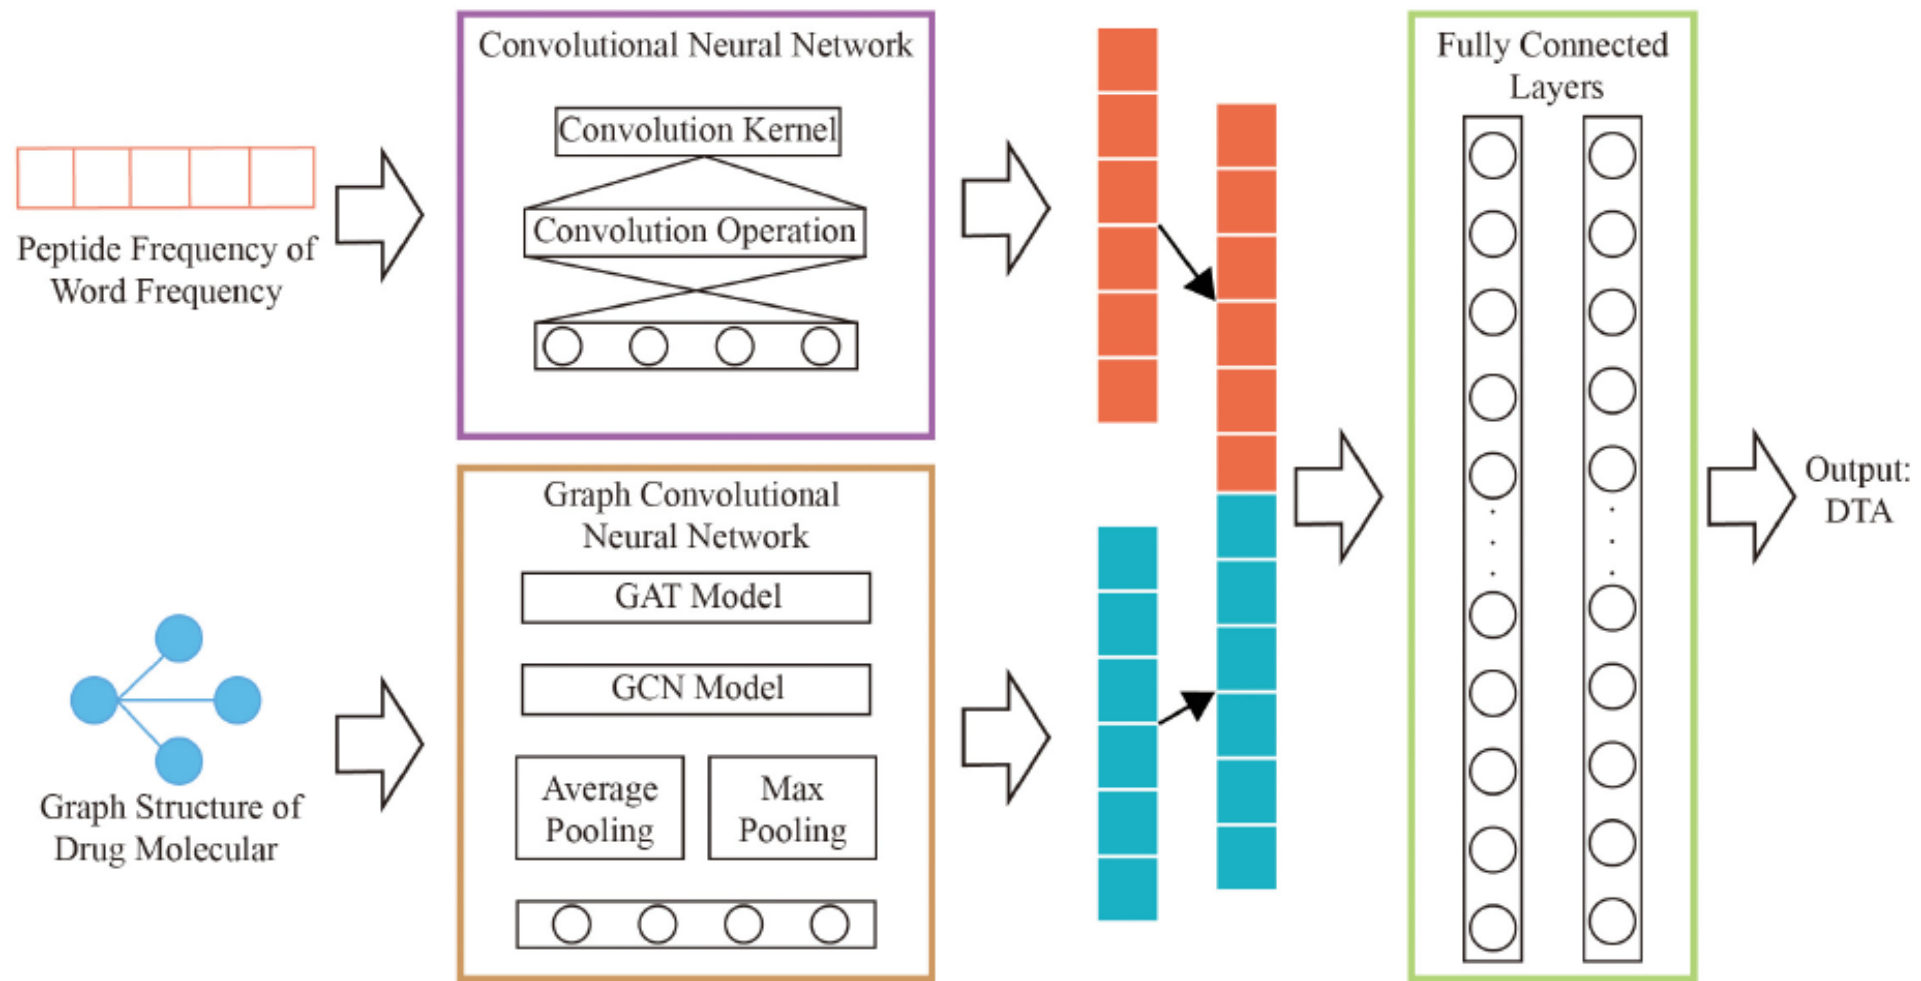 Peptide Frequency of
Word Frequency
Convolutional Neural Network
Convolution Kernel
Convolution Operation
Graph Structure of
Drug Molecular
Graph Convolutional
Neural Network
GAT Model
GCN Model
Average
Pooling
Max
Pooling
Fully Connected
Layers
Output:
DTA